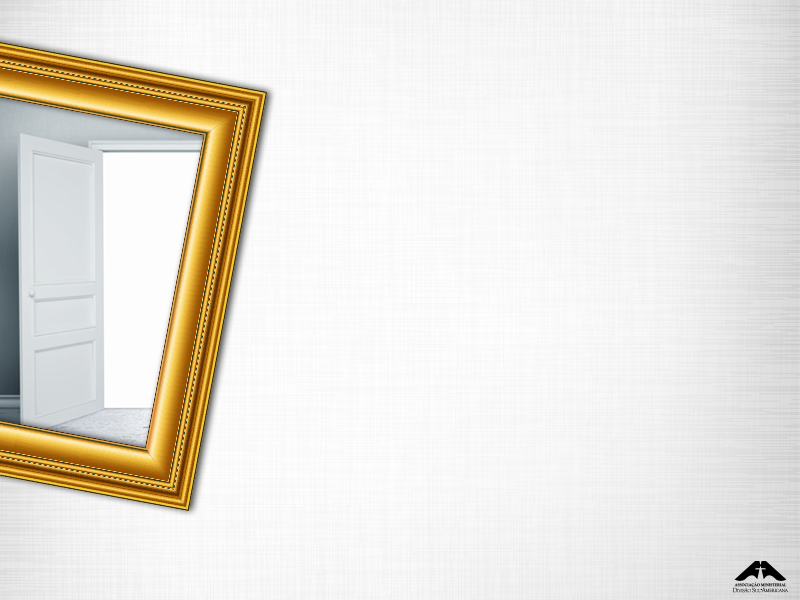 ASSOCIAÇÃO MINISTERIAL
DIVISÃO SUL-AMERICANA